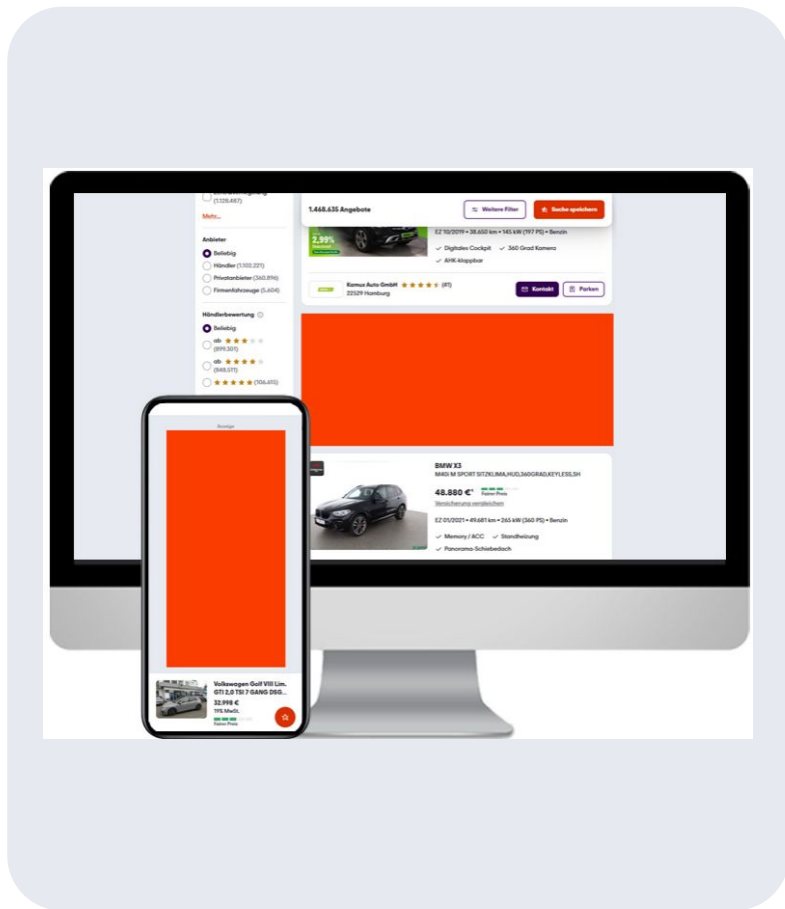 (1.128.487)
Mehr...
Anbieter
Beliebig
Händler (1.102.221)
Privatanbieter (360.896)
Firmenfahrzeuge (5.604)
Händlerbewertung
Beliebig
ab
(899.301)
ab
(848.511)
(106.615)
1.468.635 Angebote
Weitere Filter
Suche speichern
2,99%
EZ 10/2019 • 38.650 km • 145 kW (197 PS) • Benzin
Digitales Cockpit
360 Grad Kamera
AHK-klappbar
Kamux Auto GmbH
(41)
22529 Hamburg
Kontakt
Parken
BMW X3
M40i M SPORT SITZKLIMA,HUD,360GRAD,KEYLESS,SH
48.880 €¹
Fairer Preis
Versicherung vergleichen
EZ 01/2021 • 49.681 km • 265 kW (360 PS) • Benzin
Memory / ACC
Standheizung
Panorama-Schiebedach
Anzeige
Volkswagen Golf VIII Lim.
GTI 2,0 TSI 7 GANG DSG...
32.998 €
19% MwSt.
Fairer Preis